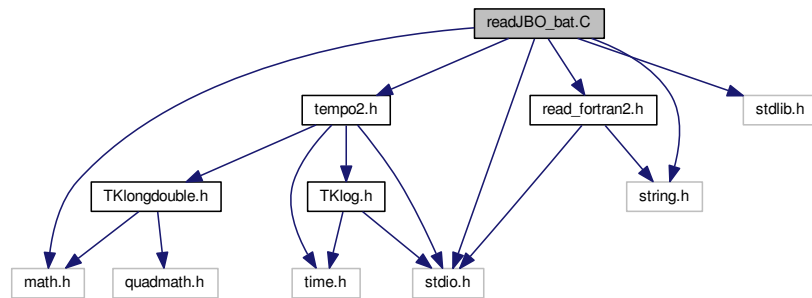 readJBO_bat.C
tempo2.h
read_fortran2.h
stdlib.h
TKlongdouble.h
TKlog.h
string.h
math.h
quadmath.h
time.h
stdio.h